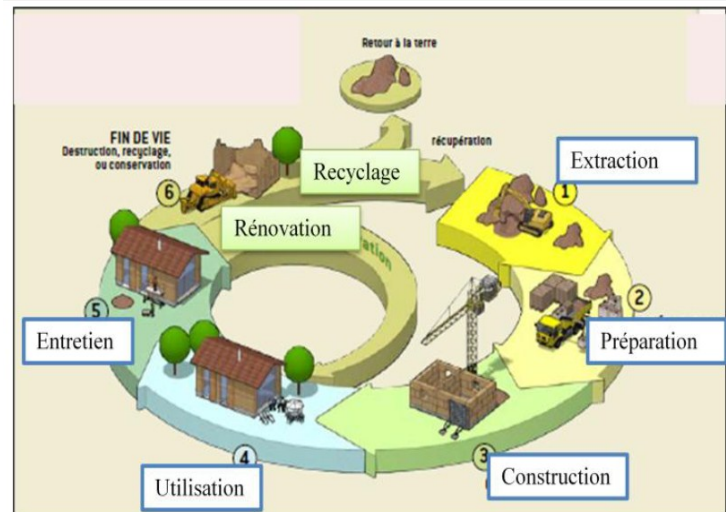 Retour à la terre
FIN DE VIE
Destruction, recyclage,
ou conservation
récupération
6
Recyclage
1
Extraction
Rénovation
2
Préparation
5
Entretien
4
Utilisation
3
Construction